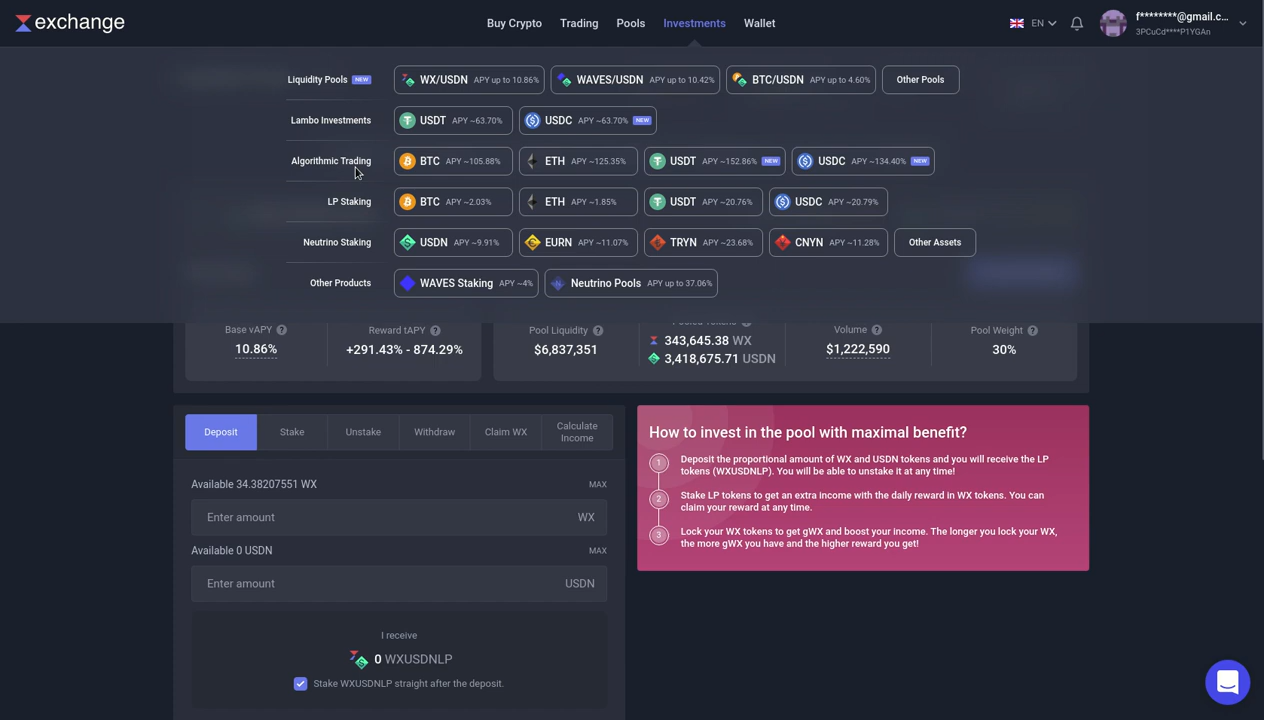 exchange
Buy Crypto Trading Pools Investments Wallet
EN
f********@gmail.c...
3PCuCd****P1YGAn
Liquidity Pools NEW WX/USDN APY up to 10.86% WAVES/USDN APY up to 10.42% BTC/USDN APY up to 4.60% Other Pools
Lambo Investments USDT APY ~63.70% USDC APY ~63.70% NEW
Algorithmic Trading BTC APY ~105.88% ETH APY ~125.35% USDT APY ~152.86% NEW USDC APY ~134.40% NEW
LP Staking BTC APY ~2.03% ETH APY ~1.85% USDT APY ~20.76% USDC APY ~20.79%
Neutrino Staking USDN APY ~9.91% EURN APY ~11.07% TRYN APY ~23.68% CNYN APY ~11.28% Other Assets
Other Products WAVES Staking APY ~4% Neutrino Pools APY up to 37.06%
Base vAPY ? Reward tAPY ? Pool Liquidity ? Pooled Tokens Volume ? Pool Weight ?
10.86% +291.43% - 874.29% $6,837,351 343,645.38 WX $1,222,590 30%
3,418,675.71 USDN
Deposit Stake Unstake Withdraw Claim WX Calculate
Income
Available 34.38207551 WX MAX
Enter amount WX
Available 0 USDN MAX
Enter amount USDN
I receive
0 WXUSDNLP
Stake WXUSDNLP straight after the deposit.
How to invest in the pool with maximal benefit?
1 Deposit the proportional amount of WX and USDN tokens and you will receive the LP
tokens (WXUSDNLP). You will be able to unstake it at any time!
2 Stake LP tokens to get an extra income with the daily reward in WX tokens. You can
claim your reward at any time.
3 Lock your WX tokens to get gWX and boost your income. The longer you lock your WX,
the more gWX you have and the higher reward you get!